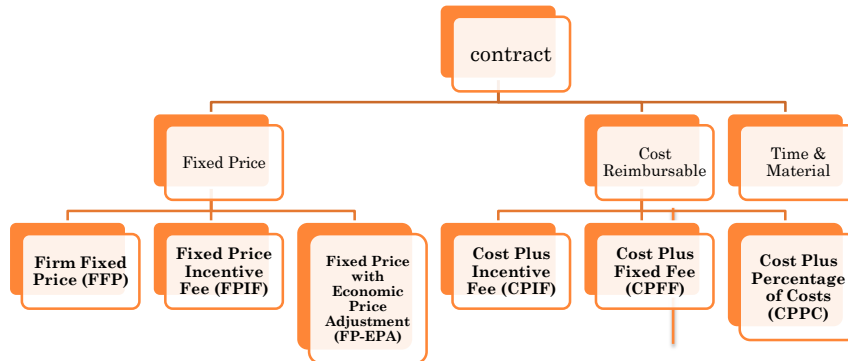 contract
Fixed Price
Cost
Reimbursable
Time &
Material
Firm Fixed
Price (FFP)
Fixed Price
Incentive
Fee (FPIF)
Fixed Price
with
Economic
Price
Adjustment
(FP-EPA)
Cost Plus
Incentive
Fee (CPIF)
Cost Plus
Fixed Fee
(CPFF)
Cost Plus
Percentage
of Costs
(CPPC)